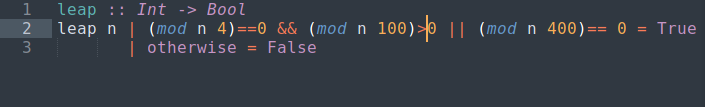 1 leap :: Int -> Bool
2 leap n | (mod n 4)==0 && (mod n 100)>0 || (mod n 400)== 0 = True
3        | otherwise = False